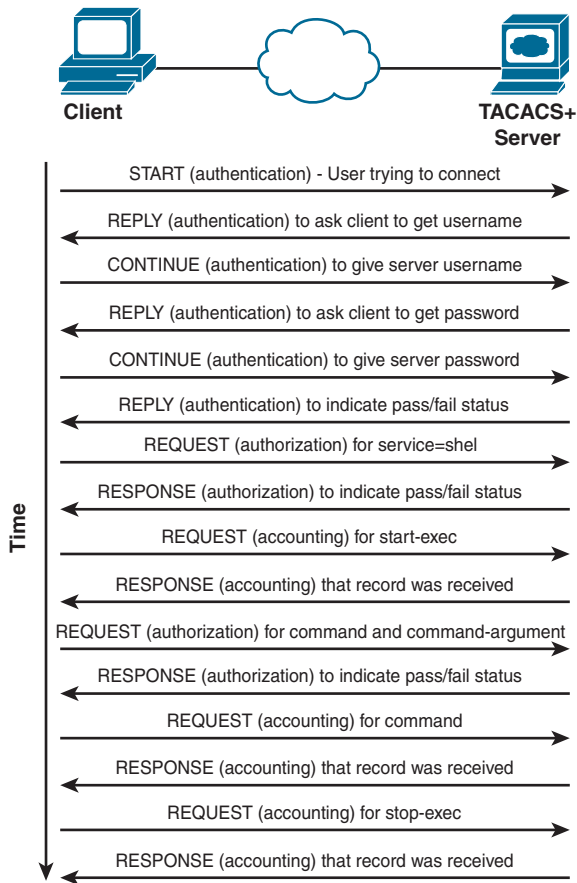 Client
TACACS+
Server
START (authentication) - User trying to connect
REPLY (authentication) to ask client to get username
CONTINUE (authentication) to give server username
REPLY (authentication) to ask client to get password
CONTINUE (authentication) to give server password
REPLY (authentication) to indicate pass/fail status
REQUEST (authorization) for service=shel
RESPONSE (authorization) to indicate pass/fail status
REQUEST (accounting) for start-exec
RESPONSE (accounting) that record was received
REQUEST (authorization) for command and command-argument
RESPONSE (authorization) to indicate pass/fail status
REQUEST (accounting) for command
RESPONSE (accounting) that record was received
REQUEST (accounting) for stop-exec
RESPONSE (accounting) that record was received
Time